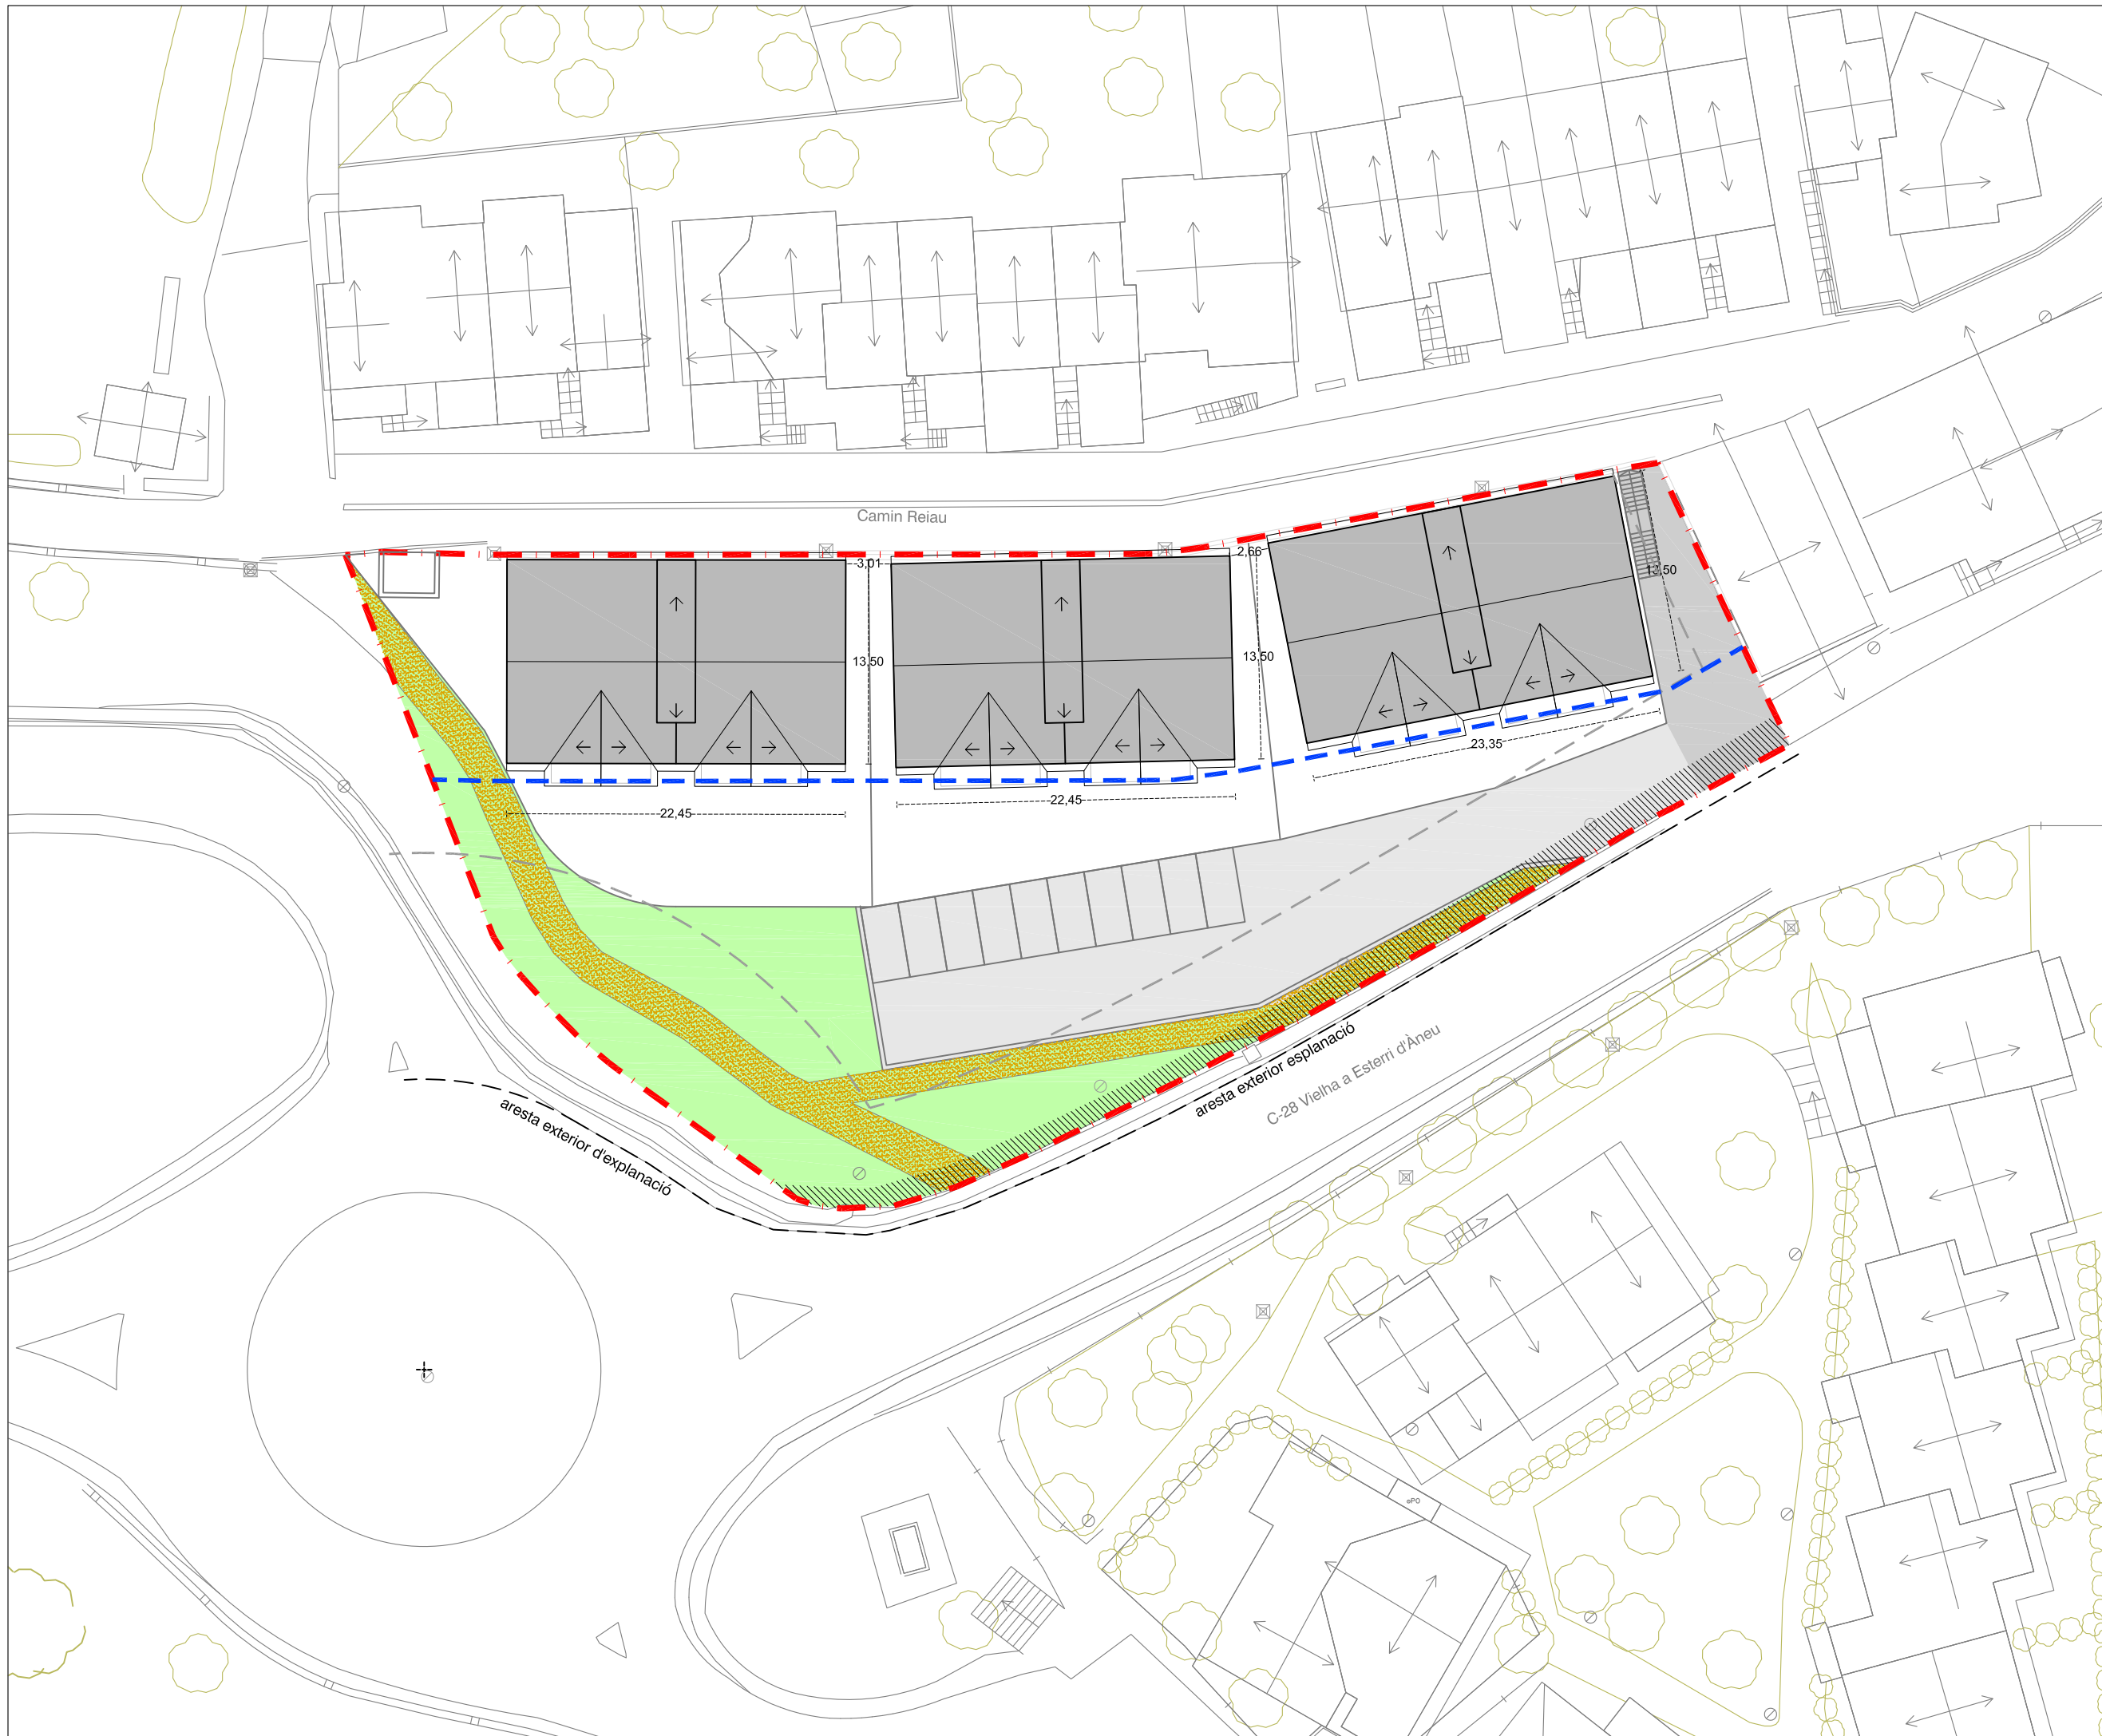 Camin Reiau
2,66
3,01
13,50
13,50
13,50
23,35
22,45
22,45
aresta exterior esplanació
C-28 Vielha a Esterri d'Àneu
aresta exterior d'explanació
PO